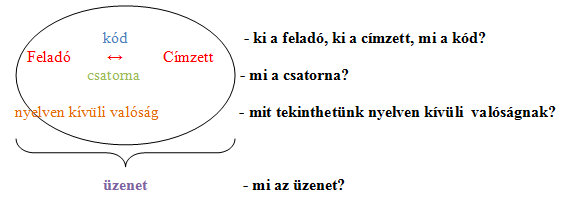 kód - ki a feladó, ki a címzett, mi a kód?
Feladó ↔ Címzett
csatorna - mi a csatorna?
nyelven kívüli valóság - mit tekinthetünk nyelven kívüli valóságnak?
üzenet - mi az üzenet?